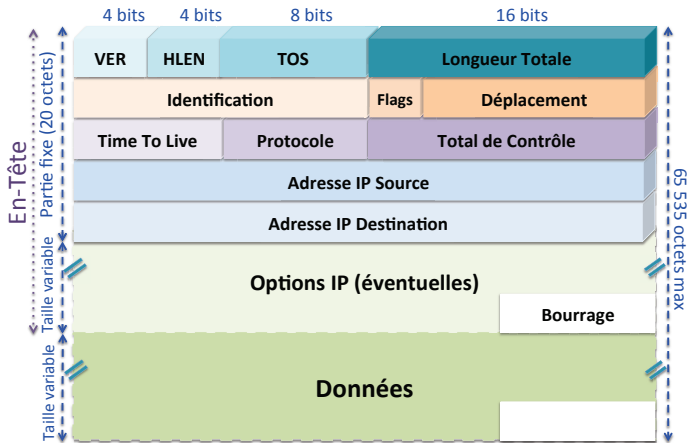 4 bits 4 bits 8 bits 16 bits
VER HLEN TOS Longueur Totale
Identification Flags Déplacement
Time To Live Protocole Total de Contrôle
Adresse IP Source
Adresse IP Destination
Options IP (éventuelles)
Bourrage
Données
En-Tête
Partie fixe (20 octets)
Taille variable
Taille variable
65 535 octets max